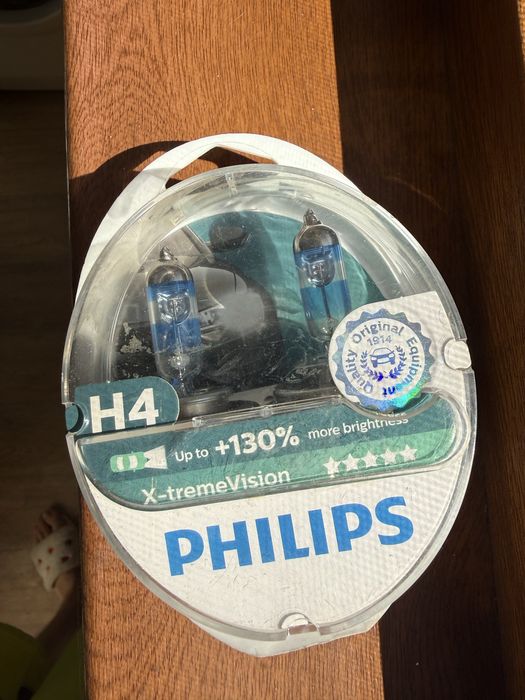 Quality Original Equipment
1914
H4
Up to +130% more brightness
X-tremeVision
PHILIPS